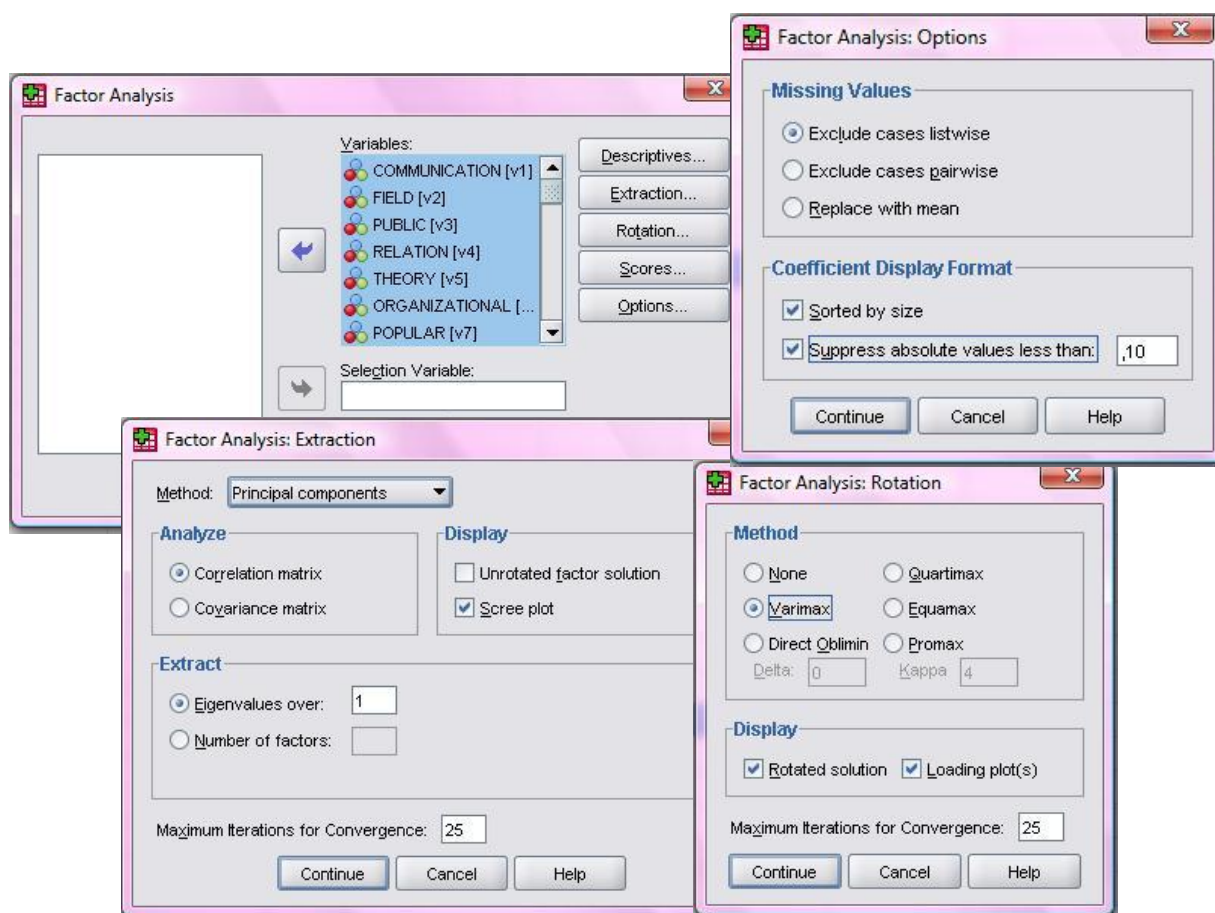 Factor Analysis
Variables:
COMMUNICATION [v1]
FIELD [v2]
PUBLIC [v3]
RELATION [v4]
THEORY [v5]
ORGANIZATIONAL [...
POPULAR [v7]
Selection Variable:
Descriptives...
Extraction...
Rotation...
Scores...
Options...
Factor Analysis: Options
Missing Values
Exclude cases listwise
Exclude cases pairwise
Replace with mean
Coefficient Display Format
Sorted by size
Suppress absolute values less than: ,10
Continue Cancel Help
Factor Analysis: Extraction
Method: Principal components
Analyze
Correlation matrix
Covariance matrix
Display
Unrotated factor solution
Scree plot
Extract
Eigenvalues over: 1
Number of factors:
Maximum Iterations for Convergence: 25
Continue Cancel Help
Factor Analysis: Rotation
Method
None Quartimax
Varimax Equamax
Direct Oblimin Promax
Delta: 0 Kappa 4
Display
Rotated solution Loading plot(s)
Maximum Iterations for Convergence: 25
Continue Cancel Help